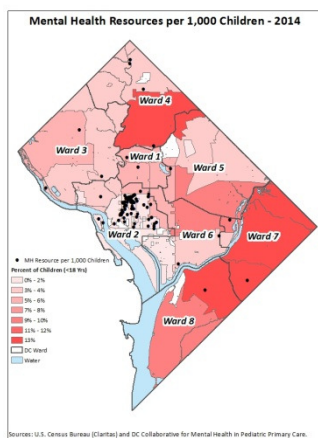 Mental Health Resources per 1,000 Children - 2014
Ward 4
Ward 3
Ward 1
Ward 5
Ward 2
Ward 6
Ward 7
Ward 8
MH Resource per 1,000 Children
Percent of Children (<18 Yrs)
0% - 2%
3% - 4%
5% - 6%
7% - 8%
9% - 10%
11% - 12%
13%
DC Ward
Water
Sources: U.S. Census Bureau (Claritas) and DC Collaborative for Mental Health in Pediatric Primary Care.